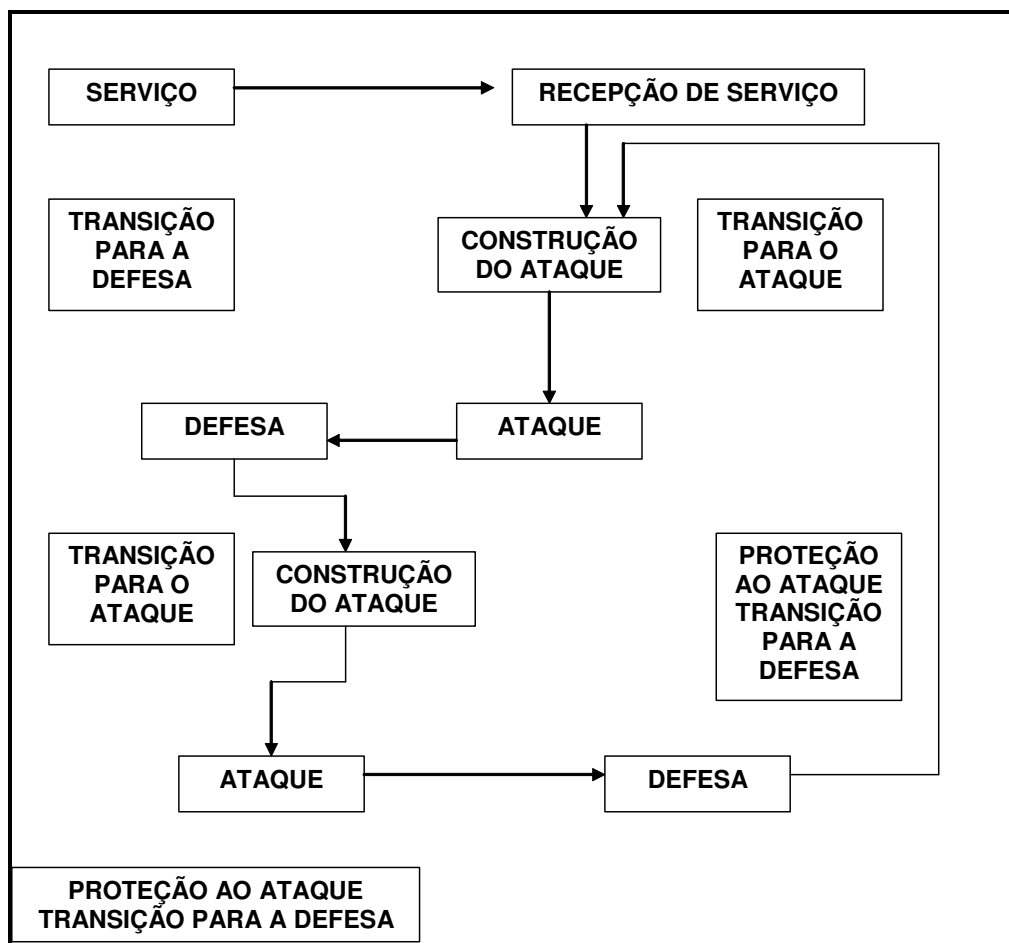 SERVIÇO
RECEPÇÃO DE SERVIÇO
TRANSIÇÃO
PARA A
DEFESA
CONSTRUÇÃO
DO ATAQUE
TRANSIÇÃO
PARA O
ATAQUE
DEFESA
ATAQUE
TRANSIÇÃO
PARA O
ATAQUE
CONSTRUÇÃO
DO ATAQUE
PROTEÇÃO
AO ATAQUE
TRANSIÇÃO
PARA A
DEFESA
ATAQUE
DEFESA
PROTEÇÃO AO ATAQUE
TRANSIÇÃO PARA A DEFESA